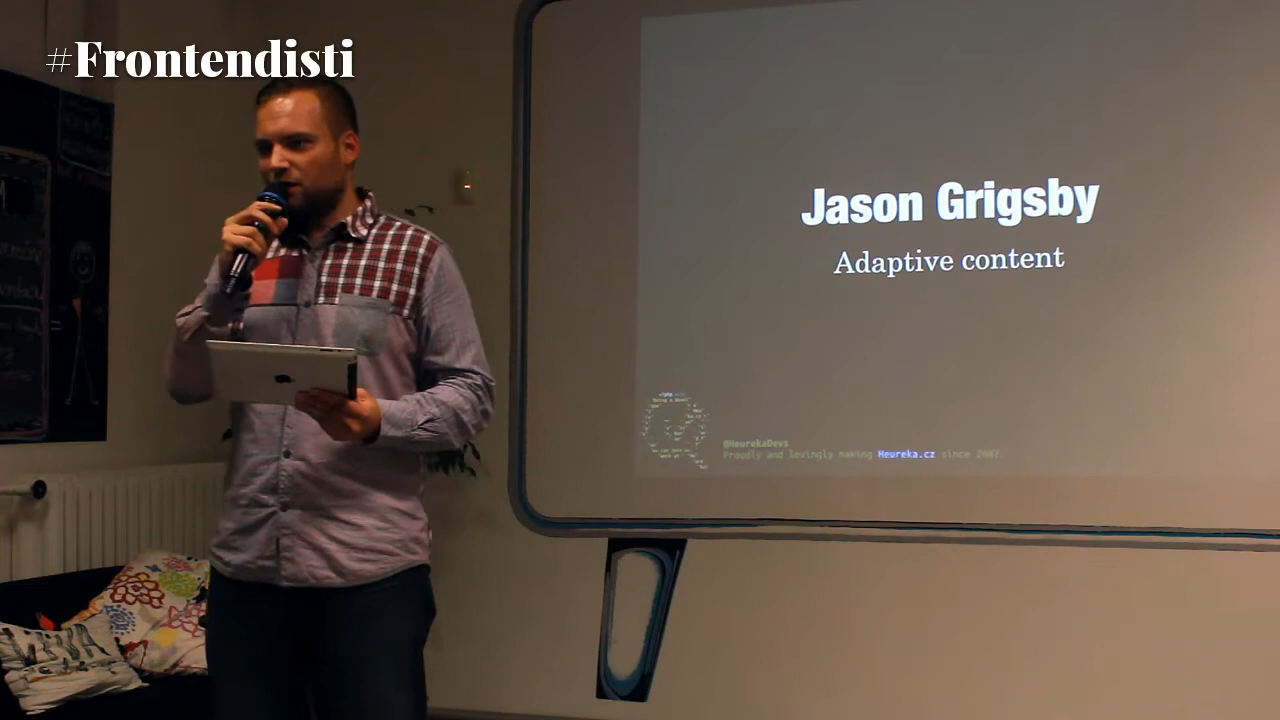 #Frontendisti
Jason Grigsby
Adaptive content
@HeurekaDevs
Proudly and lovingly making Heureka.cz since 2007.